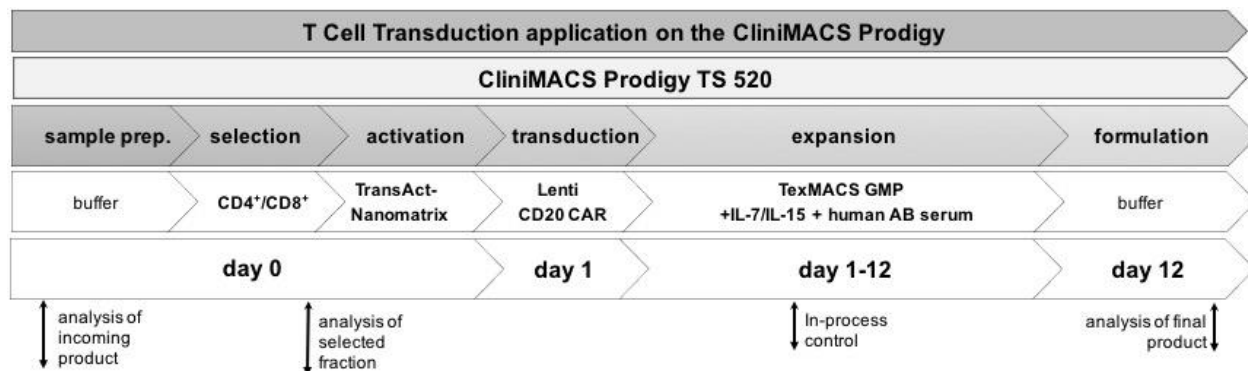 T Cell Transduction application on the CliniMACS Prodigy
CliniMACS Prodigy TS 520
sample prep. selection activation transduction expansion formulation
buffer
CD4⁺/CD8⁺
TransAct-
Nanomatrix
Lenti
CD20 CAR
TexMACS GMP
+IL-7/IL-15 + human AB serum
buffer
day 0 day 1 day 1-12 day 12
analysis of
incoming
product
analysis of
selected
fraction
In-process
control
analysis of final
product